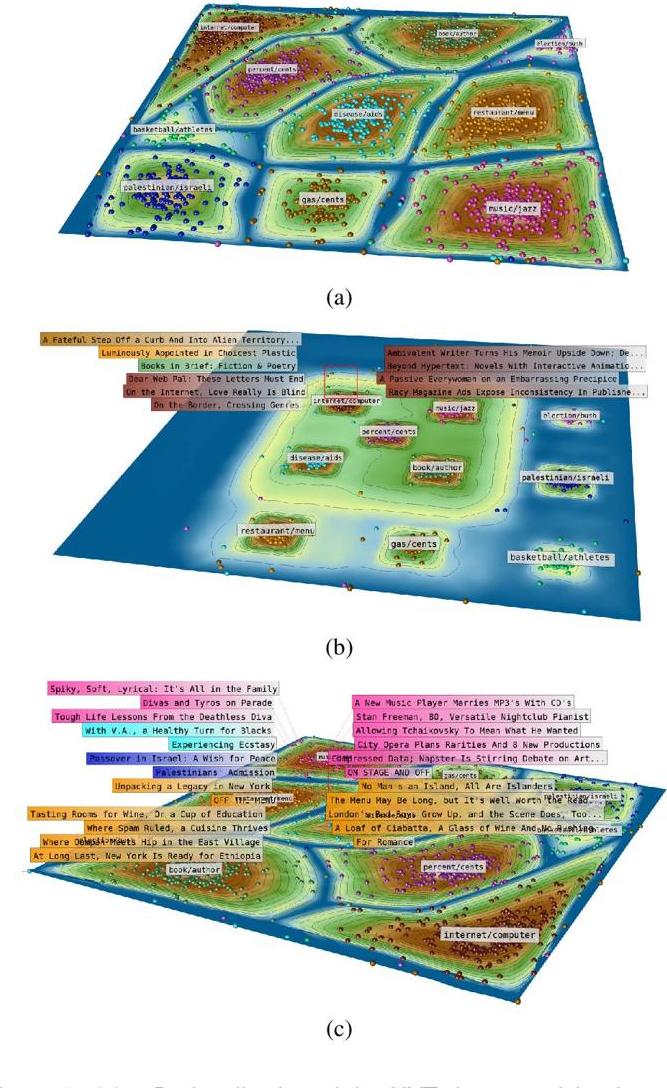 internet/computer
book/author
election/bush
percent/cents
disease/aids
restaurant/menu
basketball/athletes
palestinian/israeli
gas/cents
music/jazz
(a)
A Fateful Step Off a Curb And Into Alien Territory...
Luminously Appointed in Choicest Plastic
Books in Brief: Fiction & Poetry
Dear Web Pal: These Letters Must End
On the Internet, Love Really Is Blind
On the Border, Crossing Genres
Ambivalent Writer Turns His Memoir Upside Down; De...
Beyond Hypertext: Novels With Interactive Animatio...
A Passive Everywoman on an Embarrassing Precipice
Racy Magazine Ads Expose Inconsistency In Publishe...
internet/computer
music/jazz
election/bush
percent/cents
disease/aids
book/author
palestinian/israeli
restaurant/menu
gas/cents
basketball/athletes
(b)
Spiky, Soft, Lyrical: It's All in the Family
Divas and Tyros on Parade
Tough Life Lessons From the Deathless Diva
With V.A., a Healthy Turn for Blacks
Experiencing Ecstasy
Passover in Israel: A Wish for Peace
Palestinians' Admission
Unpacking a Legacy in New York
OFF THE MENU
Tasting Rooms for Wine, Or a Cup of Education
Where Spam Ruled, a Cuisine Thrives
Where Oompah Meets Hip in the East Village
At Long Last, New York Is Ready for Ethiopia
A New Music Player Marries MP3's With CD's
Stan Freeman, 80, Versatile Nightclub Pianist
Allowing Tchaikovsky To Mean What He Wanted
City Opera Plans Rarities And 8 New Productions
Compressed Data; Napster Is Stirring Debate on Art...
ON STAGE AND OFF
gas/cents
No Man's an Island, All Are Islanders
The Menu May Be Long, but It's Well Worth the Read
London's Bad Boys Grow Up, and the Scene Does, Too...
A Loaf of Ciabatta, A Glass of Wine And No Rushing
For Romance
palestinian/israeli
book/author
percent/cents
internet/computer
(c)